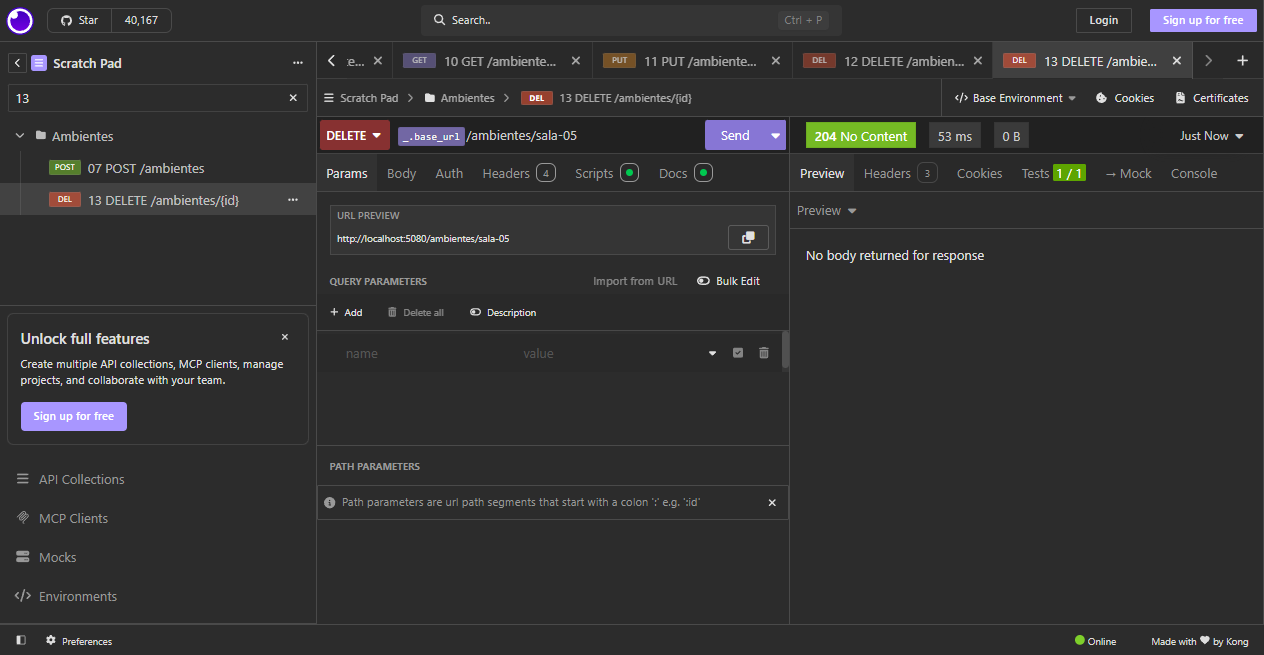 Star 40,167
Search..
Ctrl + P
Login
Sign up for free
Scratch Pad
13
Ambientes
POST 07 POST /ambientes
DEL 13 DELETE /ambientes/{id}
Unlock full features
Create multiple API collections, MCP clients, manage
projects, and collaborate with your team.
Sign up for free
API Collections
MCP Clients
Mocks
Environments
Preferences
:e...
GET 10 GET /ambiente...
PUT 11 PUT /ambiente...
DEL 12 DELETE /ambien...
DEL 13 DELETE /ambie...
Scratch Pad
Ambientes
DEL 13 DELETE /ambientes/{id}
Base Environment
Cookies
Certificates
DELETE
_.base_url/ambientes/sala-05
Send
Params Body Auth Headers 4 Scripts Docs
URL PREVIEW
http://localhost:5080/ambientes/sala-05
QUERY PARAMETERS
Import from URL
Bulk Edit
Add
Delete all
Description
name value
PATH PARAMETERS
Path parameters are url path segments that start with a colon ':' e.g. ':id'
204 No Content 53 ms 0 B
Just Now
Preview Headers 3 Cookies Tests 1 / 1 → Mock Console
Preview
No body returned for response
Online
Made with ♥ by Kong